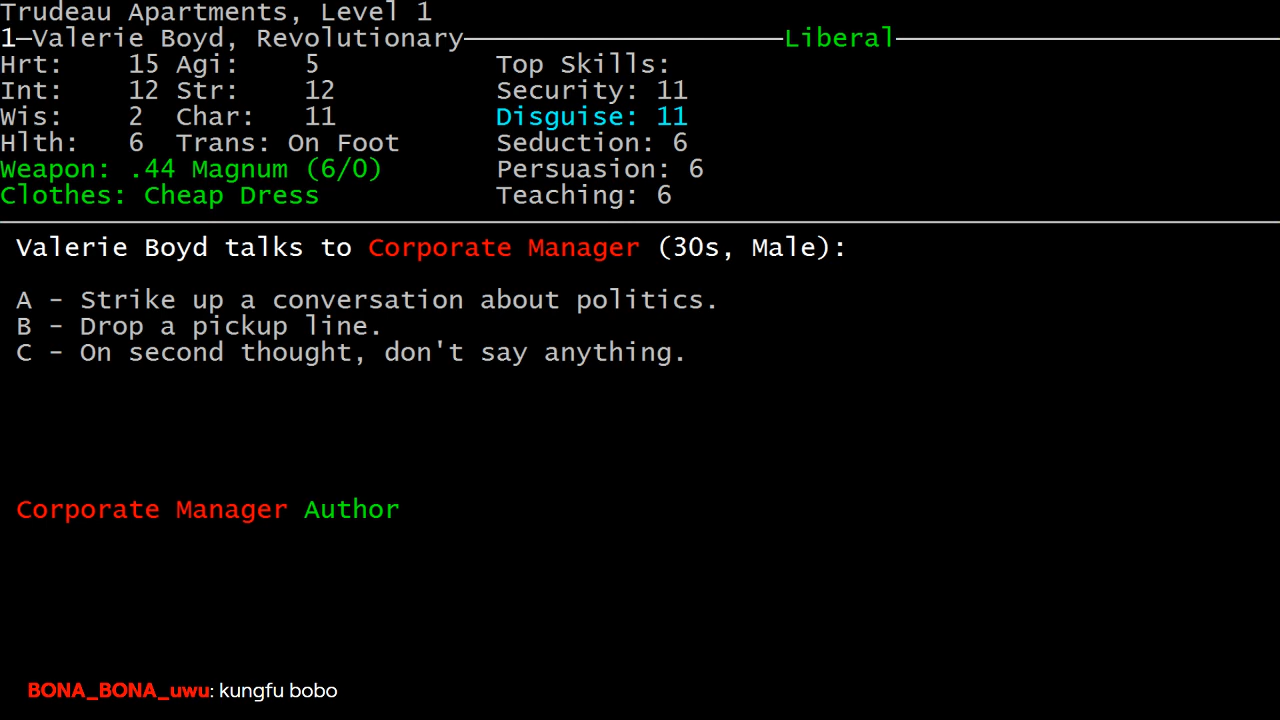 Trudeau Apartments, Level 1
1—Valerie Boyd, Revolutionary Liberal
Hrt: 15 Agi: 5 Top Skills:
Int: 12 Str: 12 Security: 11
Wis: 2 Char: 11 Disguise: 11
Hlth: 6 Trans: On Foot Seduction: 6
Weapon: .44 Magnum (6/0) Persuasion: 6
Clothes: Cheap Dress Teaching: 6
Valerie Boyd talks to Corporate Manager (30s, Male):
A - Strike up a conversation about politics.
B - Drop a pickup line.
C - On second thought, don't say anything.
Corporate Manager Author
BONA_BONA_uwu: kungfu bobo